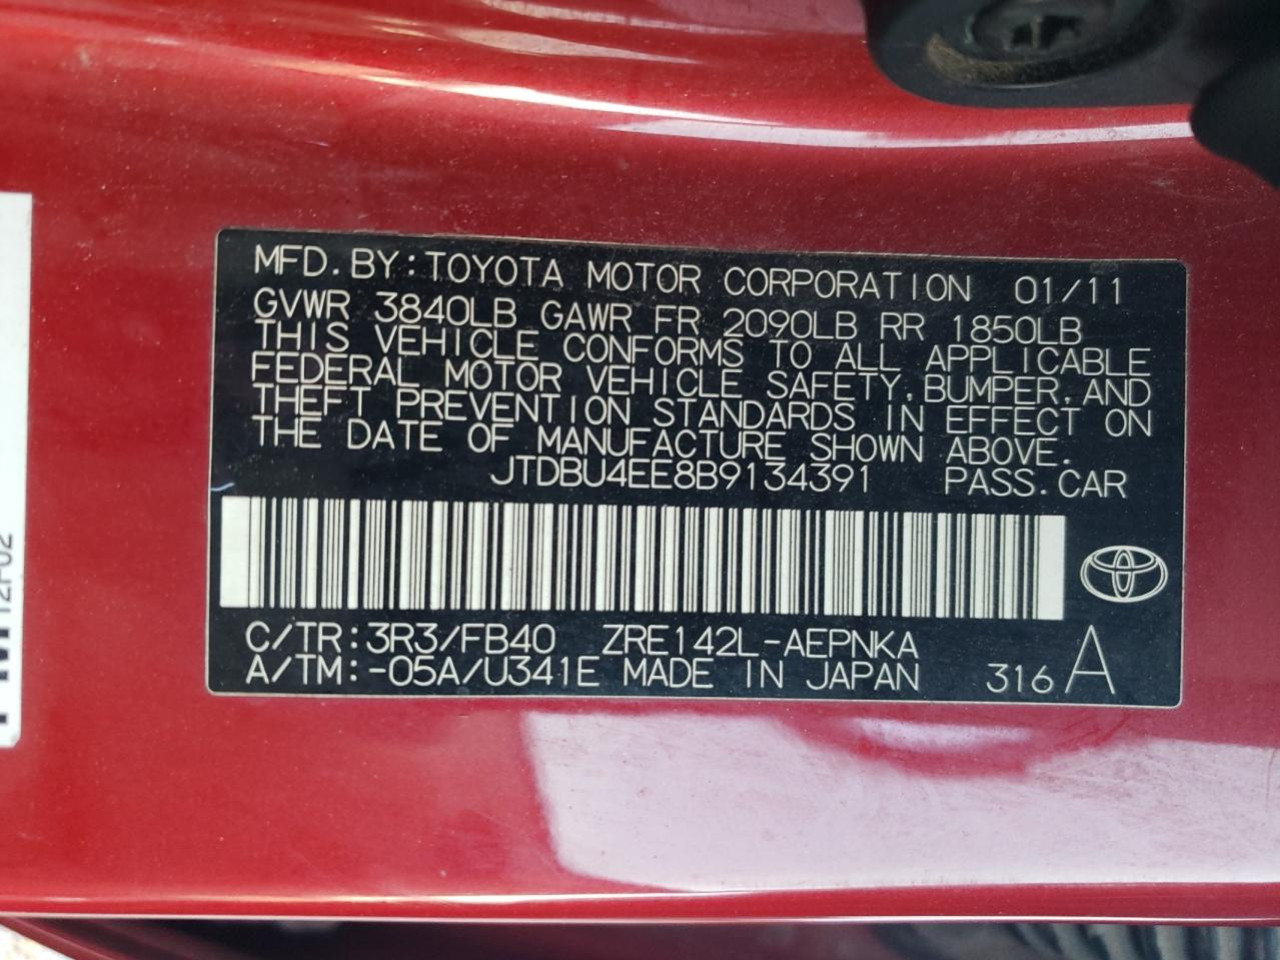 MFD.BY:TOYOTA MOTOR CORPORATION 01/11
GVWR 3840LB GAWR FR 2090LB RR 1850LB
THIS VEHICLE CONFORMS TO ALL APPLICABLE
FEDERAL MOTOR VEHICLE SAFETY,BUMPER,AND
THEFT PREVENTION STANDARDS IN EFFECT ON
THE DATE OF MANUFACTURE SHOWN ABOVE.
JTDBU4EE8B9134391 PASS.CAR
C/TR:3R3/FB40 ZRE142L-AEPNKA
A/TM:-05A/U341E MADE IN JAPAN 316 A